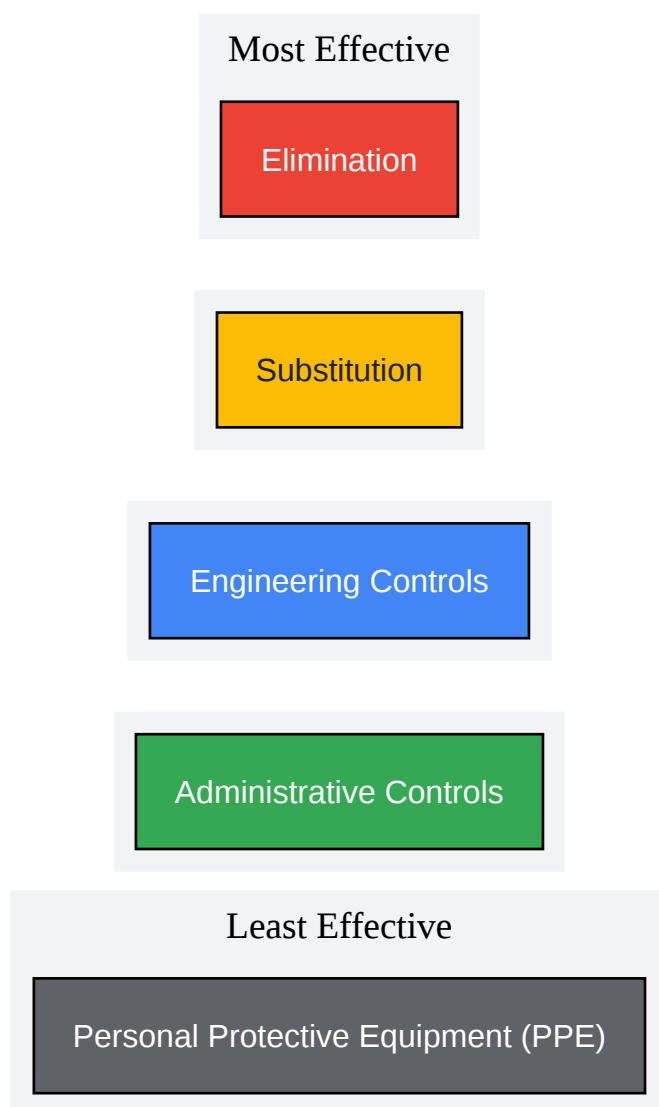 Most Effective
Elimination
Substitution
Engineering Controls
Administrative Controls
Least Effective
Personal Protective Equipment (PPE)